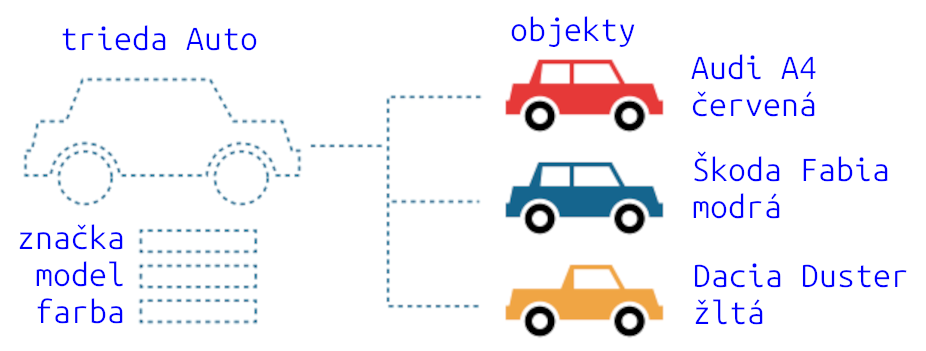 trieda Auto
značka
model
farba
objekty
Audi A4
červená
Škoda Fabia
modrá
Dacia Duster
žltá